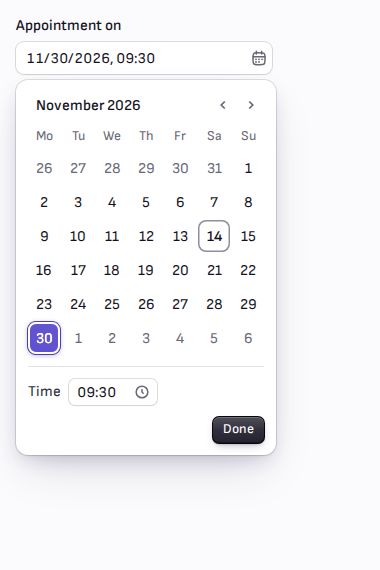 Appointment on
11/30/2026, 09:30
November 2026
Mo Tu We Th Fr Sa Su
26 27 28 29 30 31 1
2 3 4 5 6 7 8
9 10 11 12 13 14 15
16 17 18 19 20 21 22
23 24 25 26 27 28 29
30 1 2 3 4 5 6
Time 09:30
Done